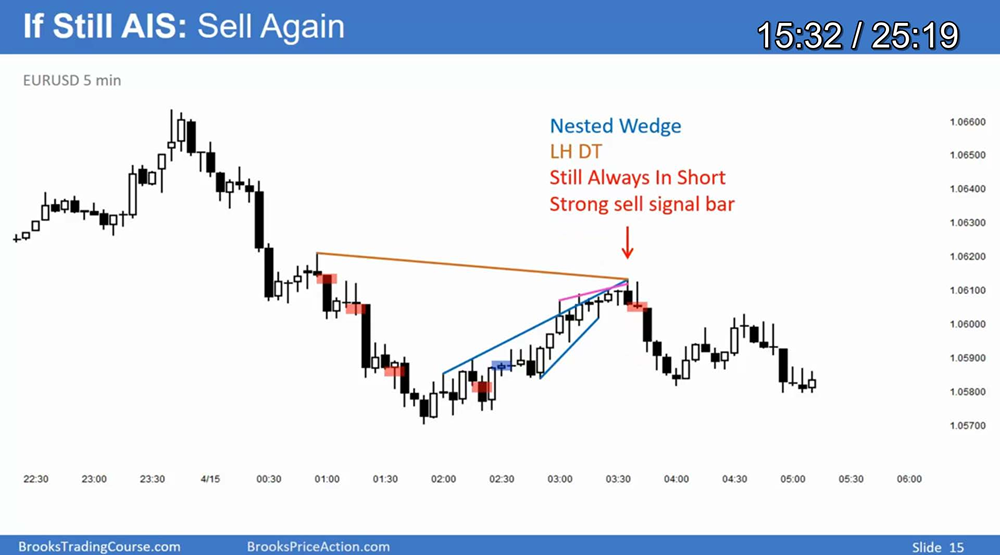 If Still AIS: Sell Again
15:32 / 25:19
EURUSD 5 min
Nested Wedge
LH DT
Still Always In Short
Strong sell signal bar
1.06600
1.06500
1.06400
1.06300
1.06200
1.06100
1.06000
1.05900
1.05800
1.05700
22:30 23:00 23:30 4/15 00:30 01:00 01:30 02:00 02:30 03:00 03:30 04:00 04:30 05:00 05:30 06:00
BrooksTradingCourse.com BrooksPriceAction.com Slide 15